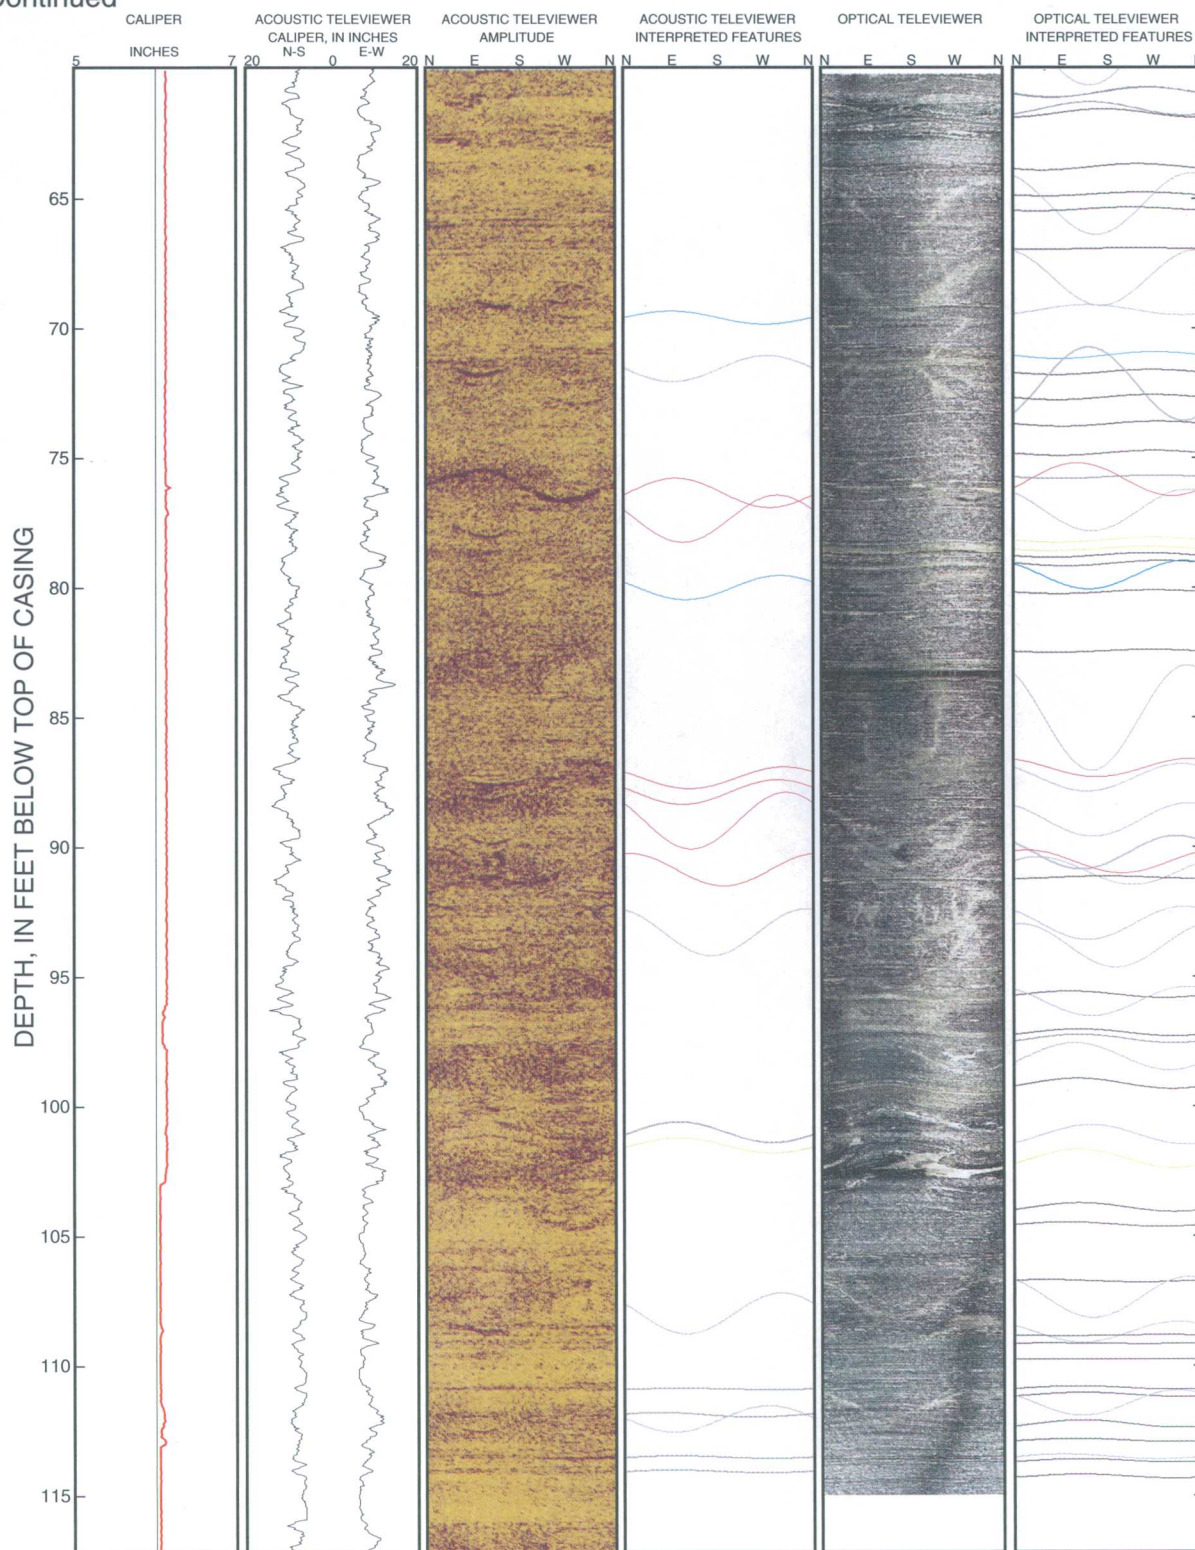 CALIPER
INCHES
5 7
ACOUSTIC TELEVIEWER
CALIPER, IN INCHES
N-S E-W
20 0 20
ACOUSTIC TELEVIEWER
AMPLITUDE
N E S W N
ACOUSTIC TELEVIEWER
INTERPRETED FEATURES
N E S W N
OPTICAL TELEVIEWER
N E S W N
OPTICAL TELEVIEWER
INTERPRETED FEATURES
N E S W
DEPTH, IN FEET BELOW TOP OF CASING
65
70
75
80
85
90
95
100
105
110
115